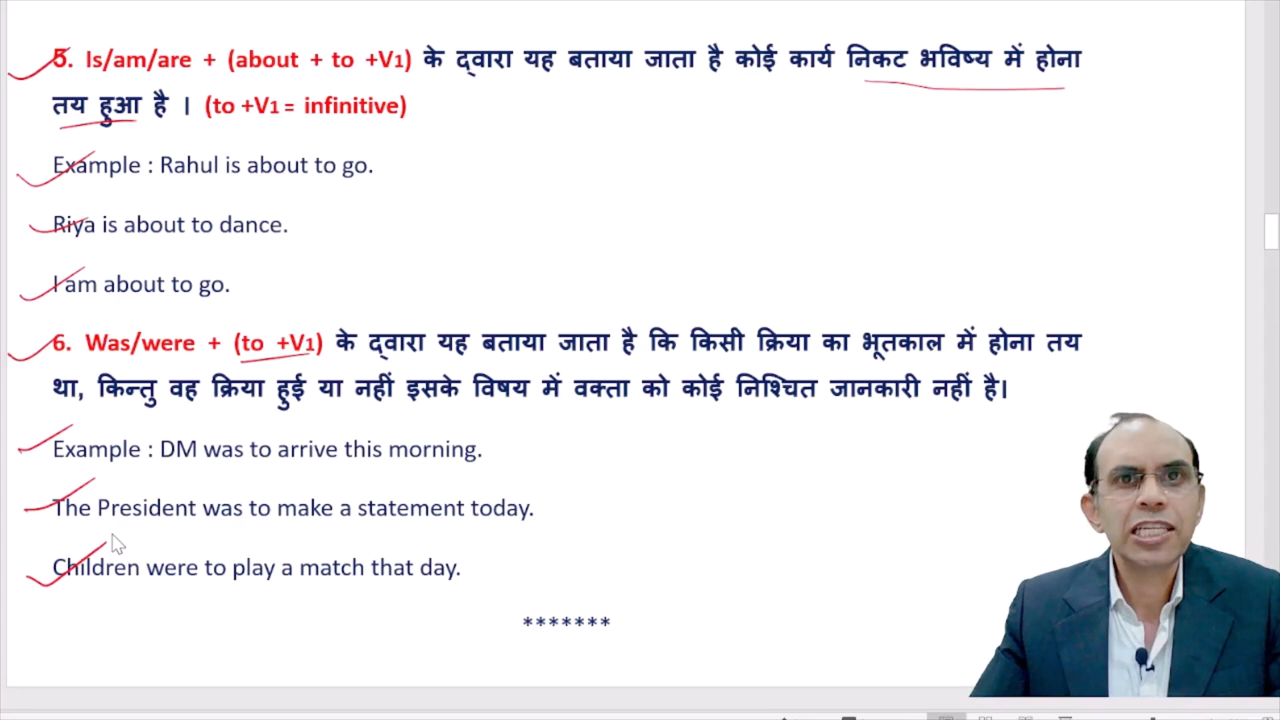 5. Is/am/are + (about + to +V1) के द्वारा यह बताया जाता है कोई कार्य निकट भविष्य में होना
तय हुआ है । (to +V1 = infinitive)
Example : Rahul is about to go.
Riya is about to dance.
I am about to go.
6. Was/were + (to +V1) के द्वारा यह बताया जाता है कि किसी क्रिया का भूतकाल में होना तय
था, किन्तु वह क्रिया हुई या नहीं इसके विषय में वक्ता को कोई निश्चित जानकारी नहीं है।
Example : DM was to arrive this morning.
The President was to make a statement today.
Children were to play a match that day.
*******